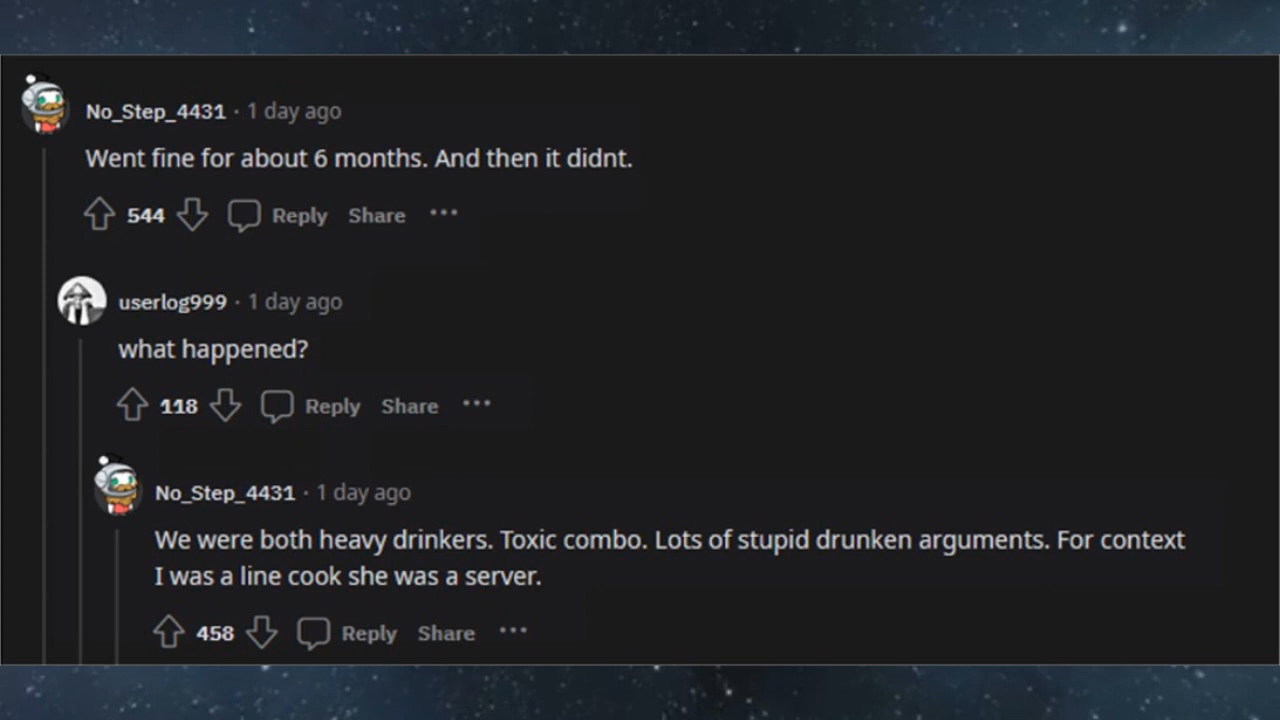 No_Step_4431 · 1 day ago
Went fine for about 6 months. And then it didnt.
544 Reply Share ···
userlog999 · 1 day ago
what happened?
118 Reply Share ···
No_Step_4431 · 1 day ago
We were both heavy drinkers. Toxic combo. Lots of stupid drunken arguments. For context
I was a line cook she was a server.
458 Reply Share ···